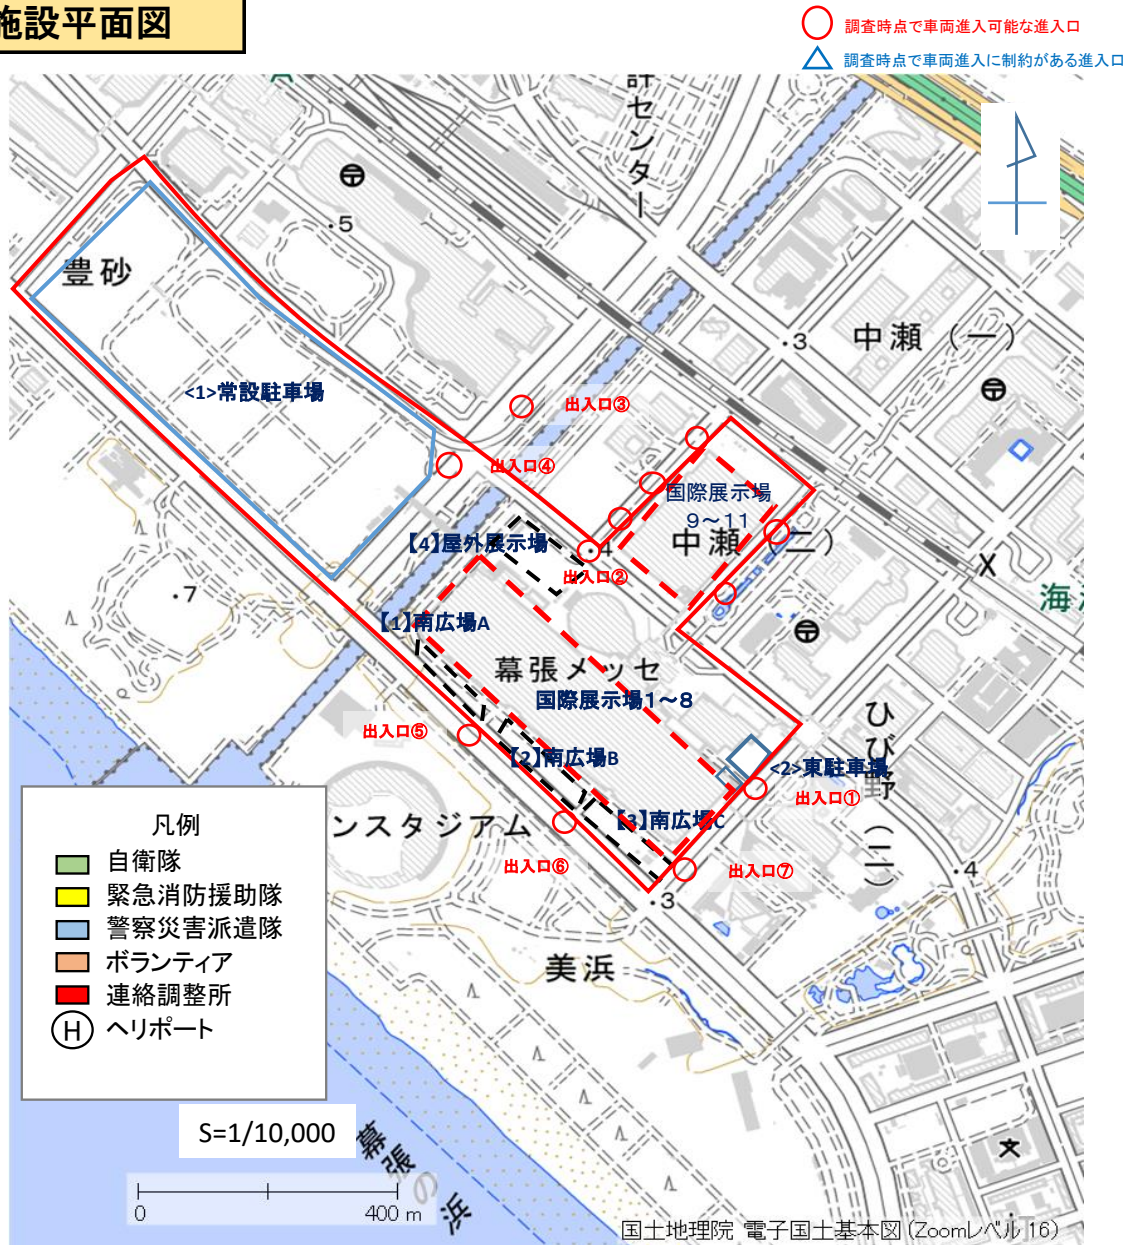 施設平面図
調査時点で車両進入可能な進入口
調査時点で車両進入に制約がある進入口
計センター
・5
豊砂
・3
中瀬(一)
<1>常設駐車場
出入口③
出入口④
国際展示場
9～11
中瀬(二)
【4】屋外展示場
・4
出入口②
海
・7
【1】南広場A
幕張メッセ
国際展示場1～8
ひび野(二)
出入口⑤
【2】南広場B
<2>東駐車場
出入口①
ンスタジアム
【3】南広場C
出入口⑥
出入口⑦
・4
・3
美浜
凡例
自衛隊
緊急消防援助隊
警察災害派遣隊
ボランティア
連絡調整所
H ヘリポート
S=1/10,000
幕張の浜
0
400 m
国土地理院 電子国土基本図(Zoomレベル16)